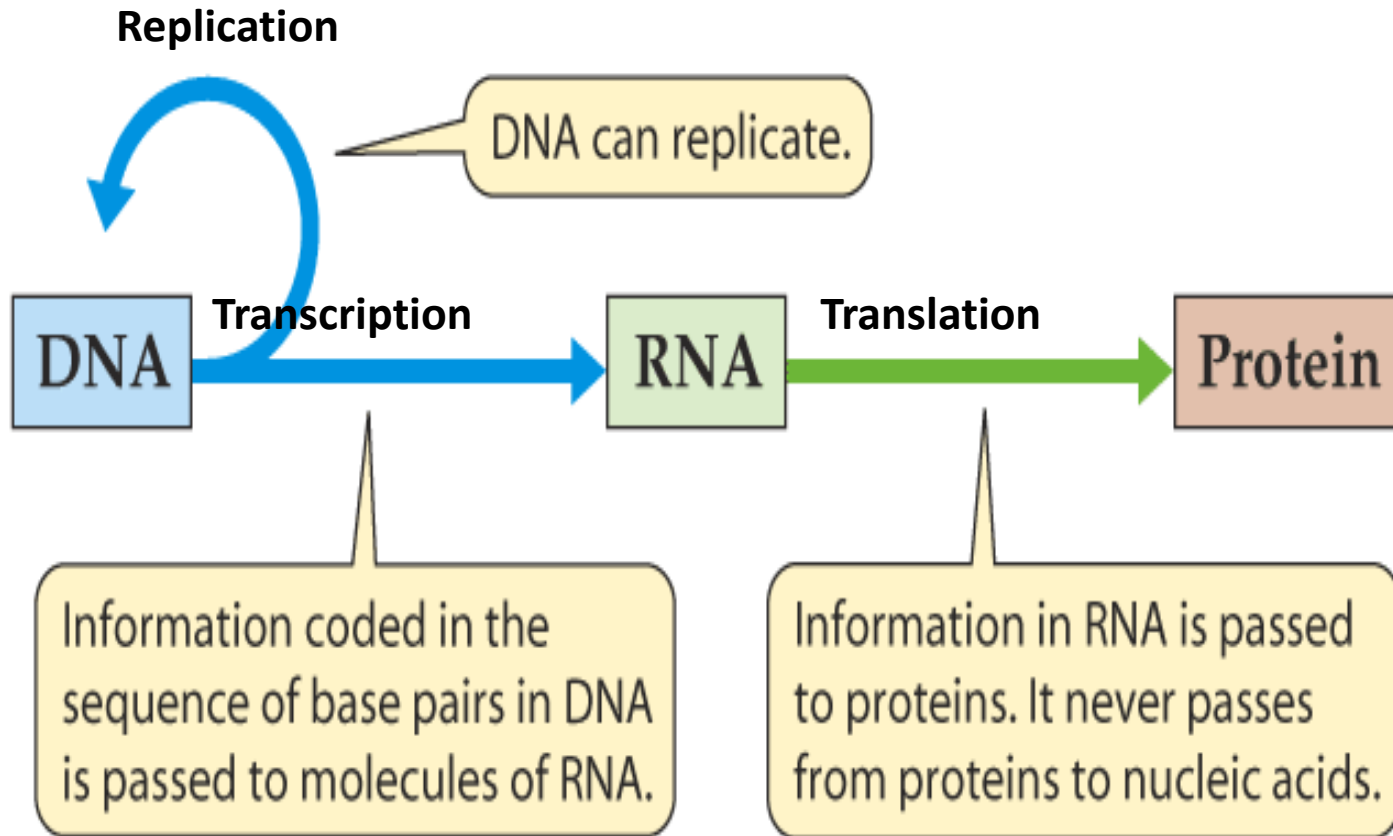 Replication
DNA can replicate.
Transcription
Translation
DNA
RNA
Protein
Information coded in the
sequence of base pairs in DNA
is passed to molecules of RNA.
Information in RNA is passed
to proteins. It never passes
from proteins to nucleic acids.